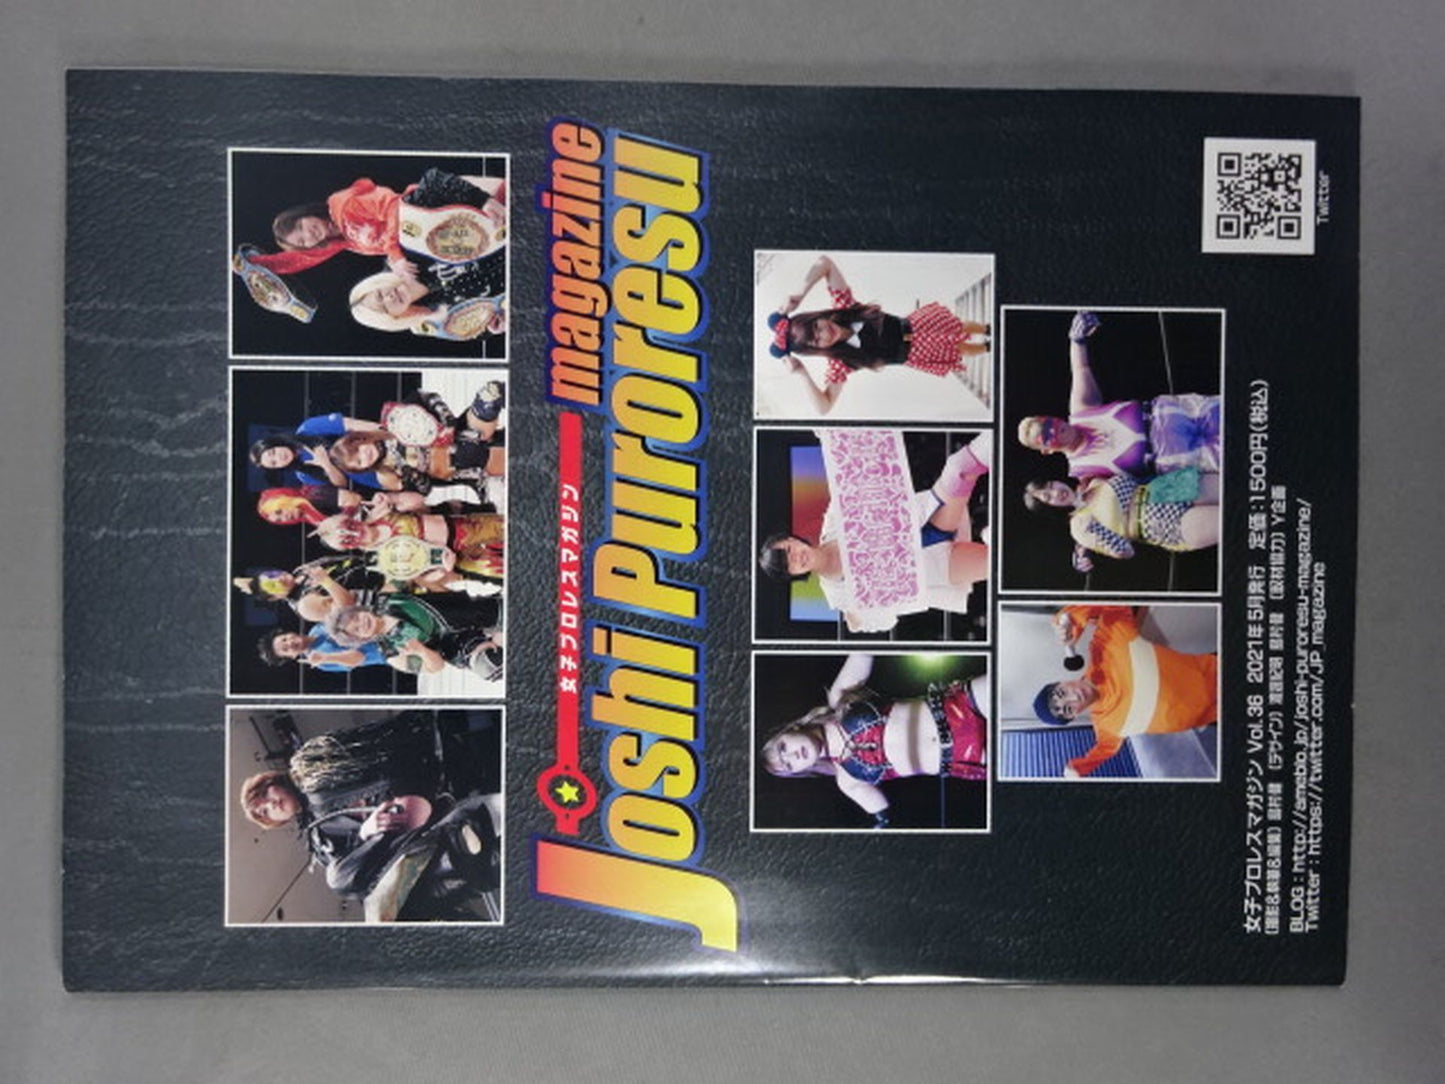 magazine
女子プロレスマガジン
Joshi Puroresu
Twitter
女子プロレスマガジン Vol.36 2021年5月発行 定価:1500円(税込)
BLOG:http://ameblo.jp/joshi-puroresu-magazine/
Twitter:https://twitter.com/JP_magazine